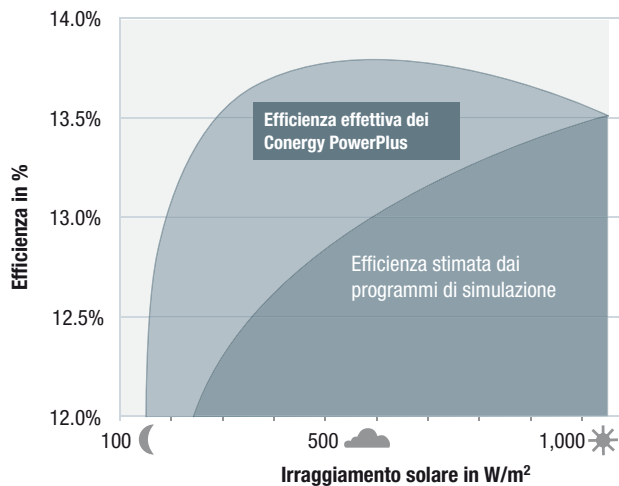 14.0%
13.5%
13.0%
12.5%
12.0%
Efficienza in %
Efficienza effettiva dei
Conergy PowerPlus
Efficienza stimata dai
programmi di simulazione
100
500
1,000
Irraggiamento solare in W/m²